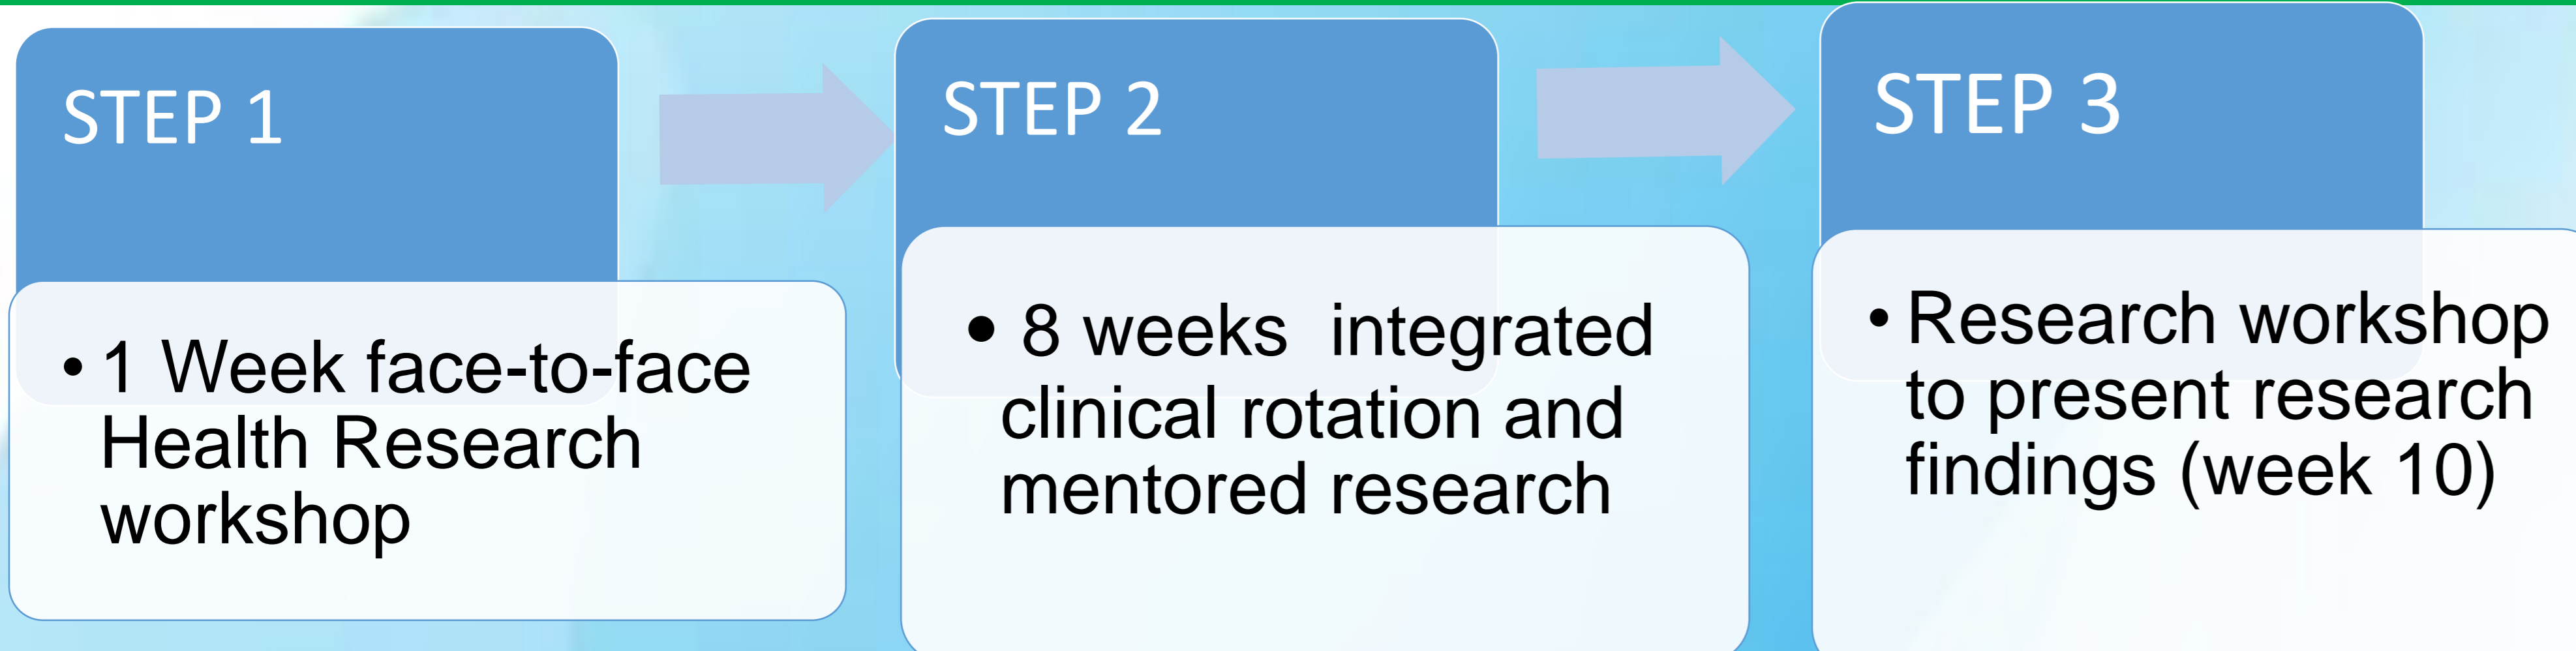 STEP 1
• 1 Week face-to-face
Health Research
workshop
STEP 2
• 8 weeks  integrated
clinical rotation and
mentored research
STEP 3
• Research workshop
to present research
findings (week 10)